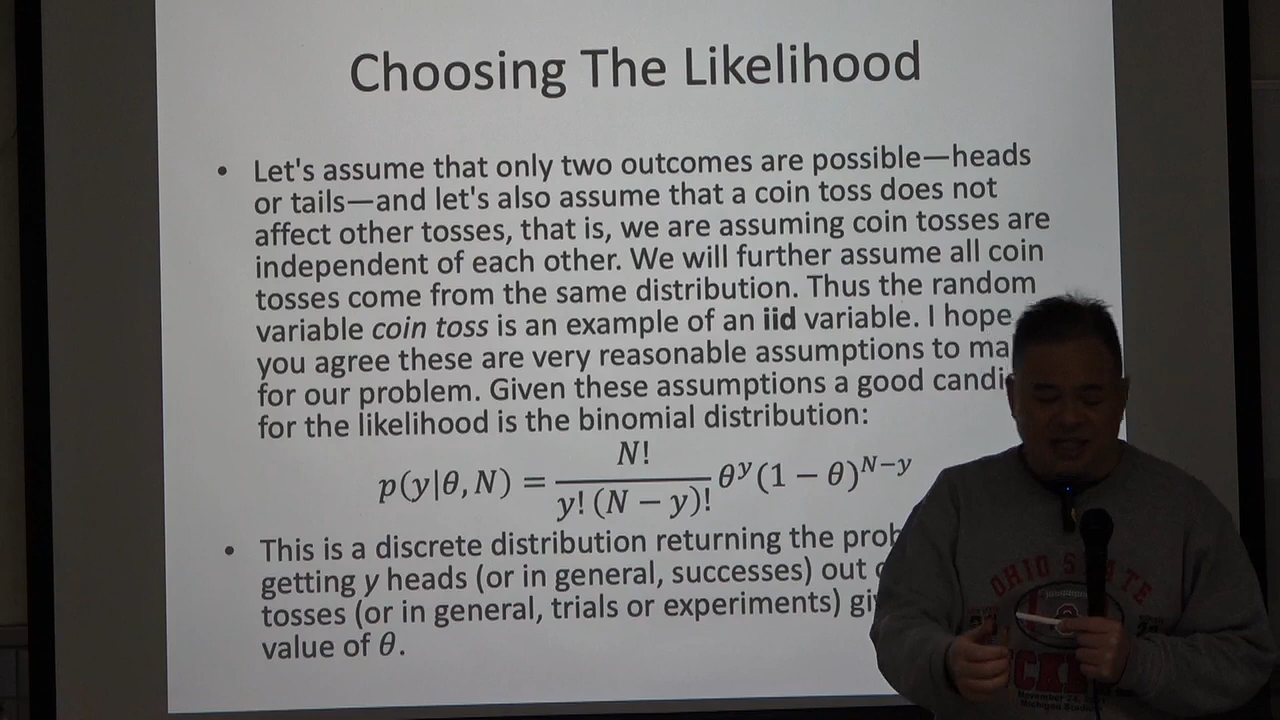 Choosing The Likelihood
• Let's assume that only two outcomes are possible—heads
or tails—and let's also assume that a coin toss does not
affect other tosses, that is, we are assuming coin tosses are
independent of each other. We will further assume all coin
tosses come from the same distribution. Thus the random
variable coin toss is an example of an iid variable. I hope
you agree these are very reasonable assumptions to ma
for our problem. Given these assumptions a good candi
for the likelihood is the binomial distribution:
p(y|θ, N) = N! / y! (N − y)! θ^y (1 − θ)^{N−y}
• This is a discrete distribution returning the prob
getting y heads (or in general, successes) out
tosses (or in general, trials or experiments) gi
value of θ.
OHIO STATE
Michigan Stadium